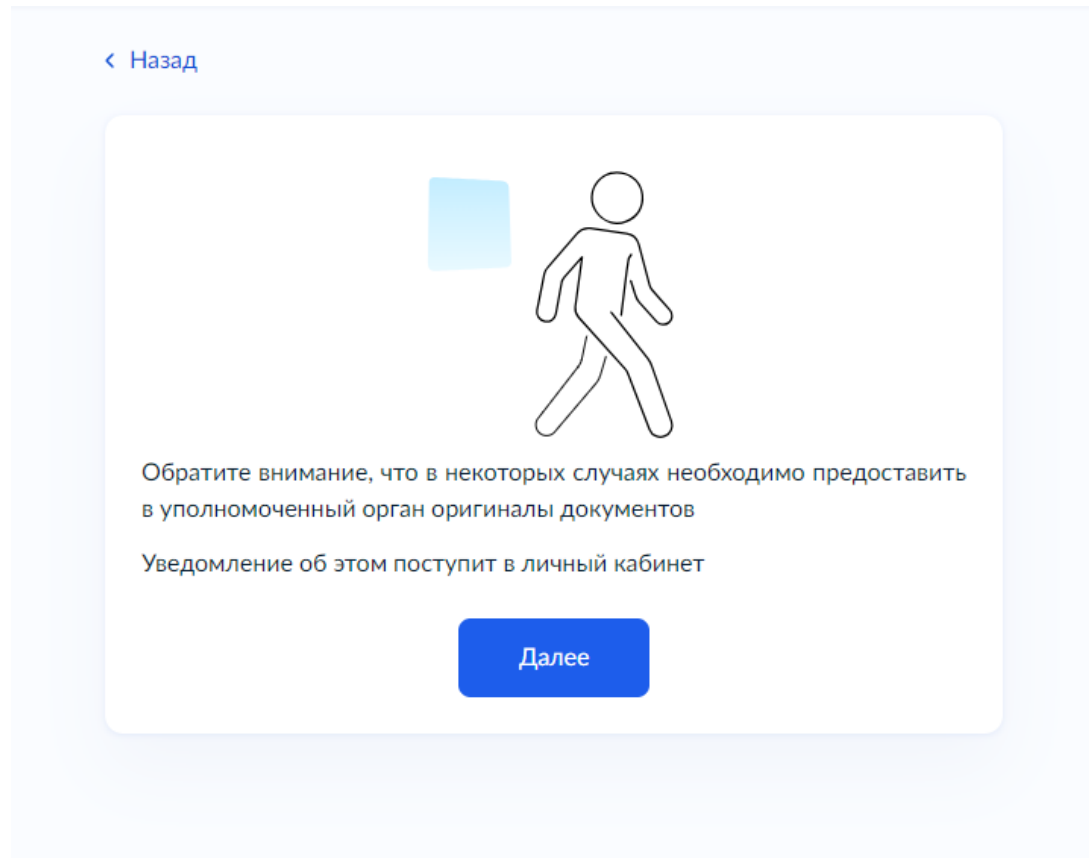 Назад
Обратите внимание, что в некоторых случаях необходимо предоставить
в уполномоченный орган оригиналы документов
Уведомление об этом поступит в личный кабинет
Далее